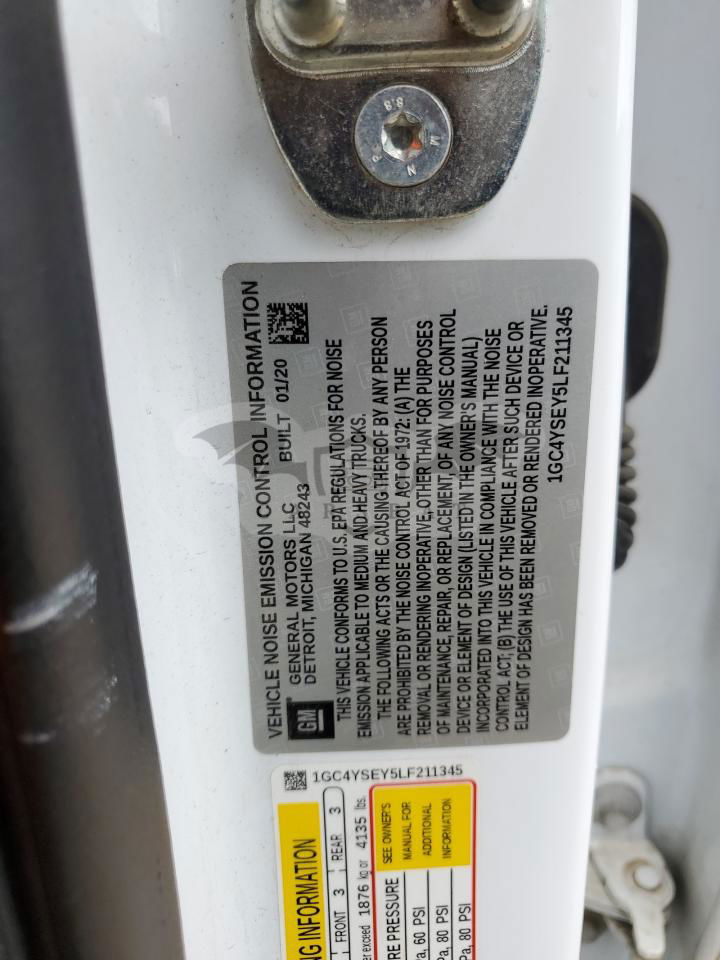 8.8
M
N
VEHICLE NOISE EMISSION CONTROL INFORMATION
GM
GENERAL MOTORS LLC
DETROIT, MICHIGAN 48243 BUILT 01/20
THIS VEHICLE CONFORMS TO U.S. EPA REGULATIONS FOR NOISE
EMISSION APPLICABLE TO MEDIUM AND HEAVY TRUCKS.
THE FOLLOWING ACTS OR THE CAUSING THEREOF BY ANY PERSON
ARE PROHIBITED BY THE NOISE CONTROL ACT OF 1972: (A) THE
REMOVAL OR RENDERING INOPERATIVE, OTHER THAN FOR PURPOSES
OF MAINTENANCE, REPAIR, OR REPLACEMENT, OF ANY NOISE CONTROL
DEVICE OR ELEMENT OF DESIGN (LISTED IN THE OWNER'S MANUAL)
INCORPORATED INTO THIS VEHICLE IN COMPLIANCE WITH THE NOISE
CONTROL ACT; (B) THE USE OF THIS VEHICLE AFTER SUCH DEVICE OR
ELEMENT OF DESIGN HAS BEEN REMOVED OR RENDERED INOPERATIVE.
1GC4YSEY5LF211345
1GC4YSEY5LF211345
INFORMATION
FRONT 3 REAR 3
exceed 1876 kg or 4135 lbs.
PRESSURE
60 PSI
80 PSI
80 PSI
SEE OWNER'S
MANUAL FOR
ADDITIONAL
INFORMATION